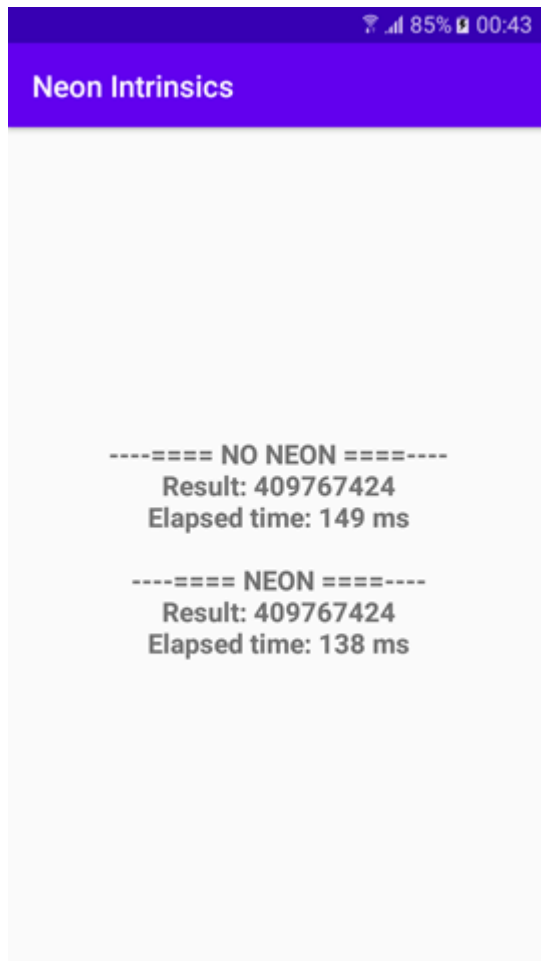 85% 00:43
Neon Intrinsics
----==== NO NEON ====----
Result: 409767424
Elapsed time: 149 ms
----==== NEON ====----
Result: 409767424
Elapsed time: 138 ms